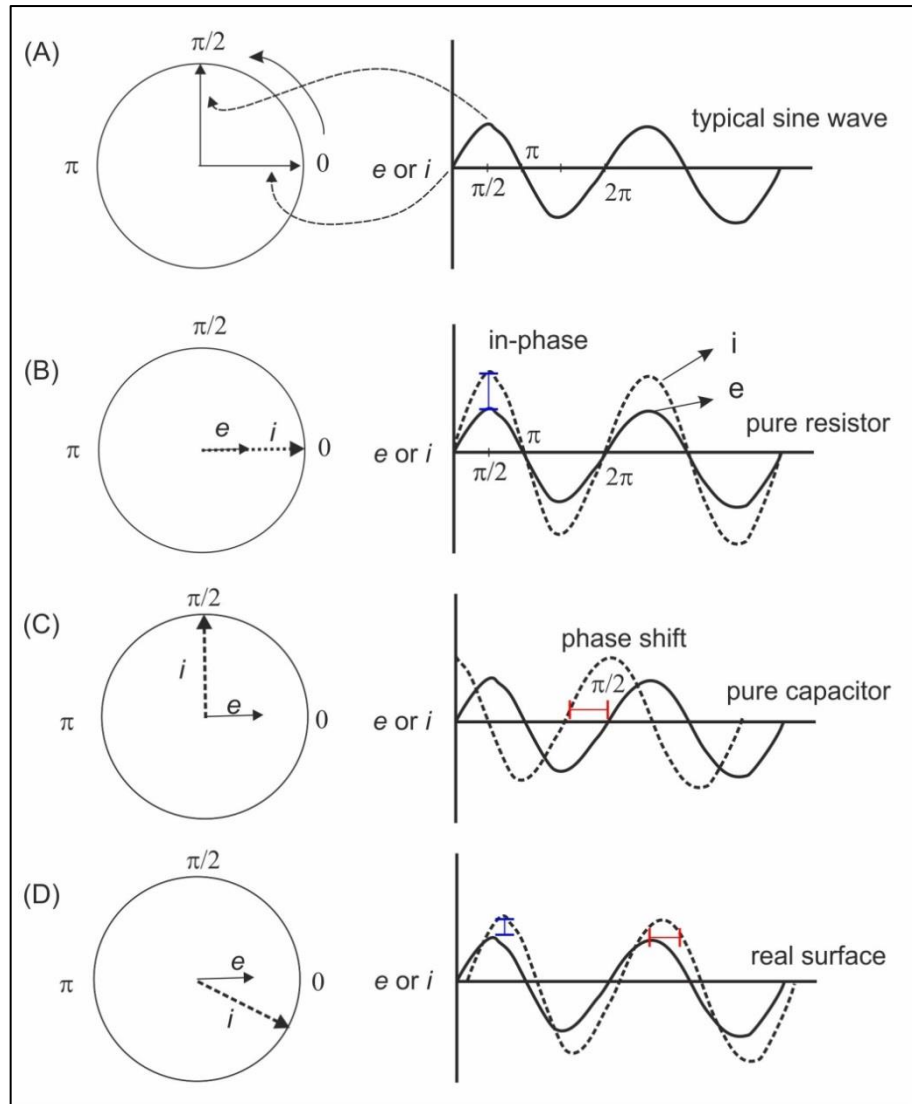 (A)
π/2
π
0
e or i
π/2
π
2π
typical sine wave
(B)
π/2
π
e
i
0
e or i
in-phase
i
e
π
π/2
2π
pure resistor
(C)
π/2
π
i
e
0
e or i
phase shift
π/2
pure capacitor
(D)
π/2
π
e
i
0
e or i
real surface